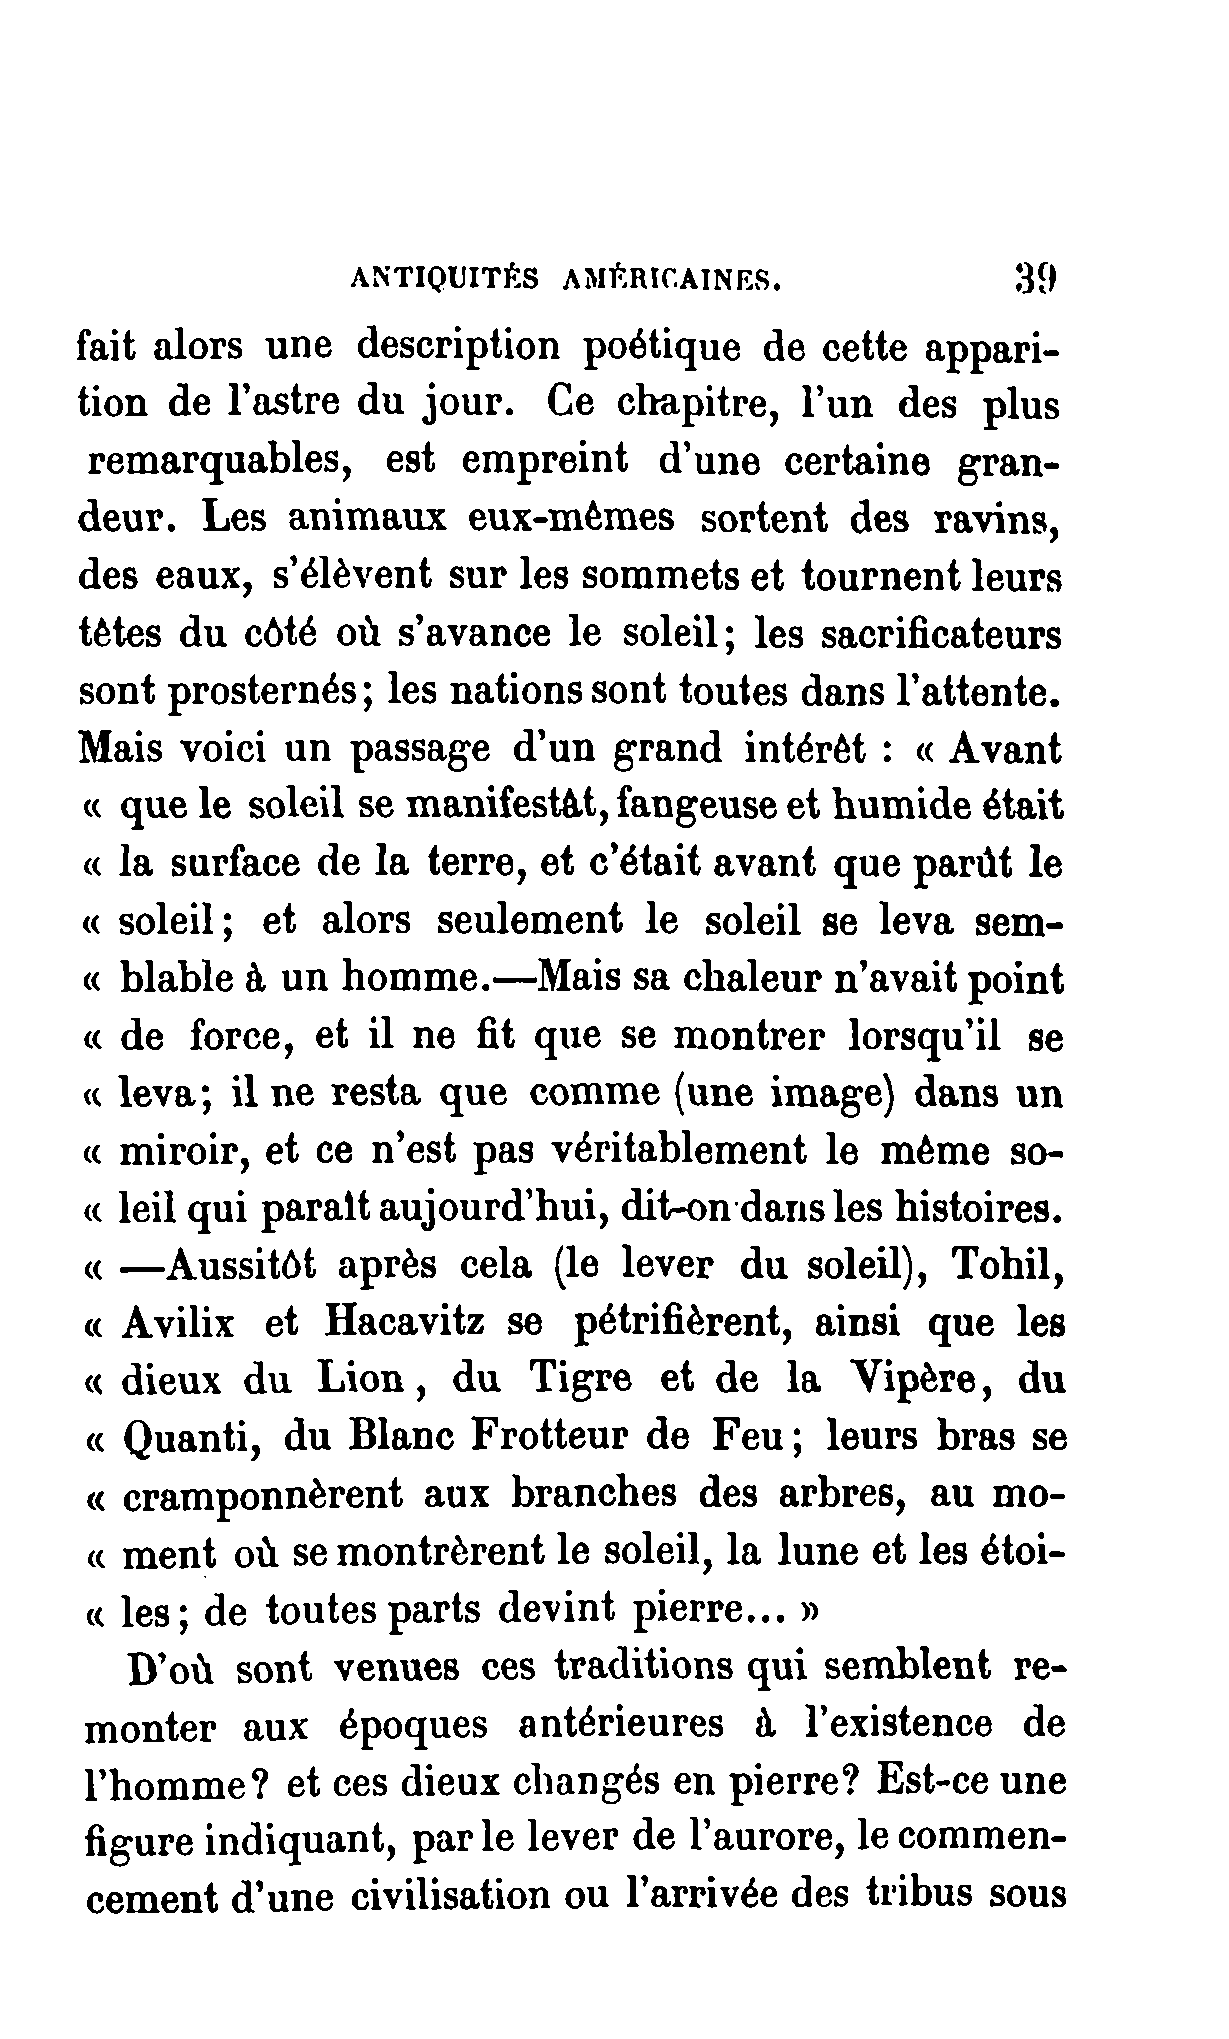 ANTIQUITÉS AMÉRICAINES. 39
fait alors une description poétique de cette appari-
tion de l'astre du jour. Ce chapitre, l'un des plus
remarquables, est empreint d'une certaine gran-
deur. Les animaux eux-mêmes sortent des ravins,
des eaux, s'élèvent sur les sommets et tournent leurs
têtes du côté où s'avance le soleil; les sacrificateurs
sont prosternés; les nations sont toutes dans l'attente.
Mais voici un passage d'un grand intérêt : « Avant
« que le soleil se manifestât, fangeuse et humide était
« la surface de la terre, et c'était avant que parût le
« soleil; et alors seulement le soleil se leva sem-
« blable à un homme.—Mais sa chaleur n'avait point
« de force, et il ne fit que se montrer lorsqu'il se
« leva; il ne resta que comme (une image) dans un
« miroir, et ce n'est pas véritablement le même so-
« leil qui paraît aujourd'hui, dit-on dans les histoires.
« —Aussitôt après cela (le lever du soleil), Tohil,
« Avilix et Hacavitz se pétrifièrent, ainsi que les
« dieux du Lion, du Tigre et de la Vipère, du
« Quanti, du Blanc Frotteur de Feu; leurs bras se
« cramponnèrent aux branches des arbres, au mo-
« ment où se montrèrent le soleil, la lune et les étoi-
« les; de toutes parts devint pierre... »
D'où sont venues ces traditions qui semblent re-
monter aux époques antérieures à l'existence de
l'homme? et ces dieux changés en pierre? Est-ce une
figure indiquant, par le lever de l'aurore, le commen-
cement d'une civilisation ou l'arrivée des tribus sous